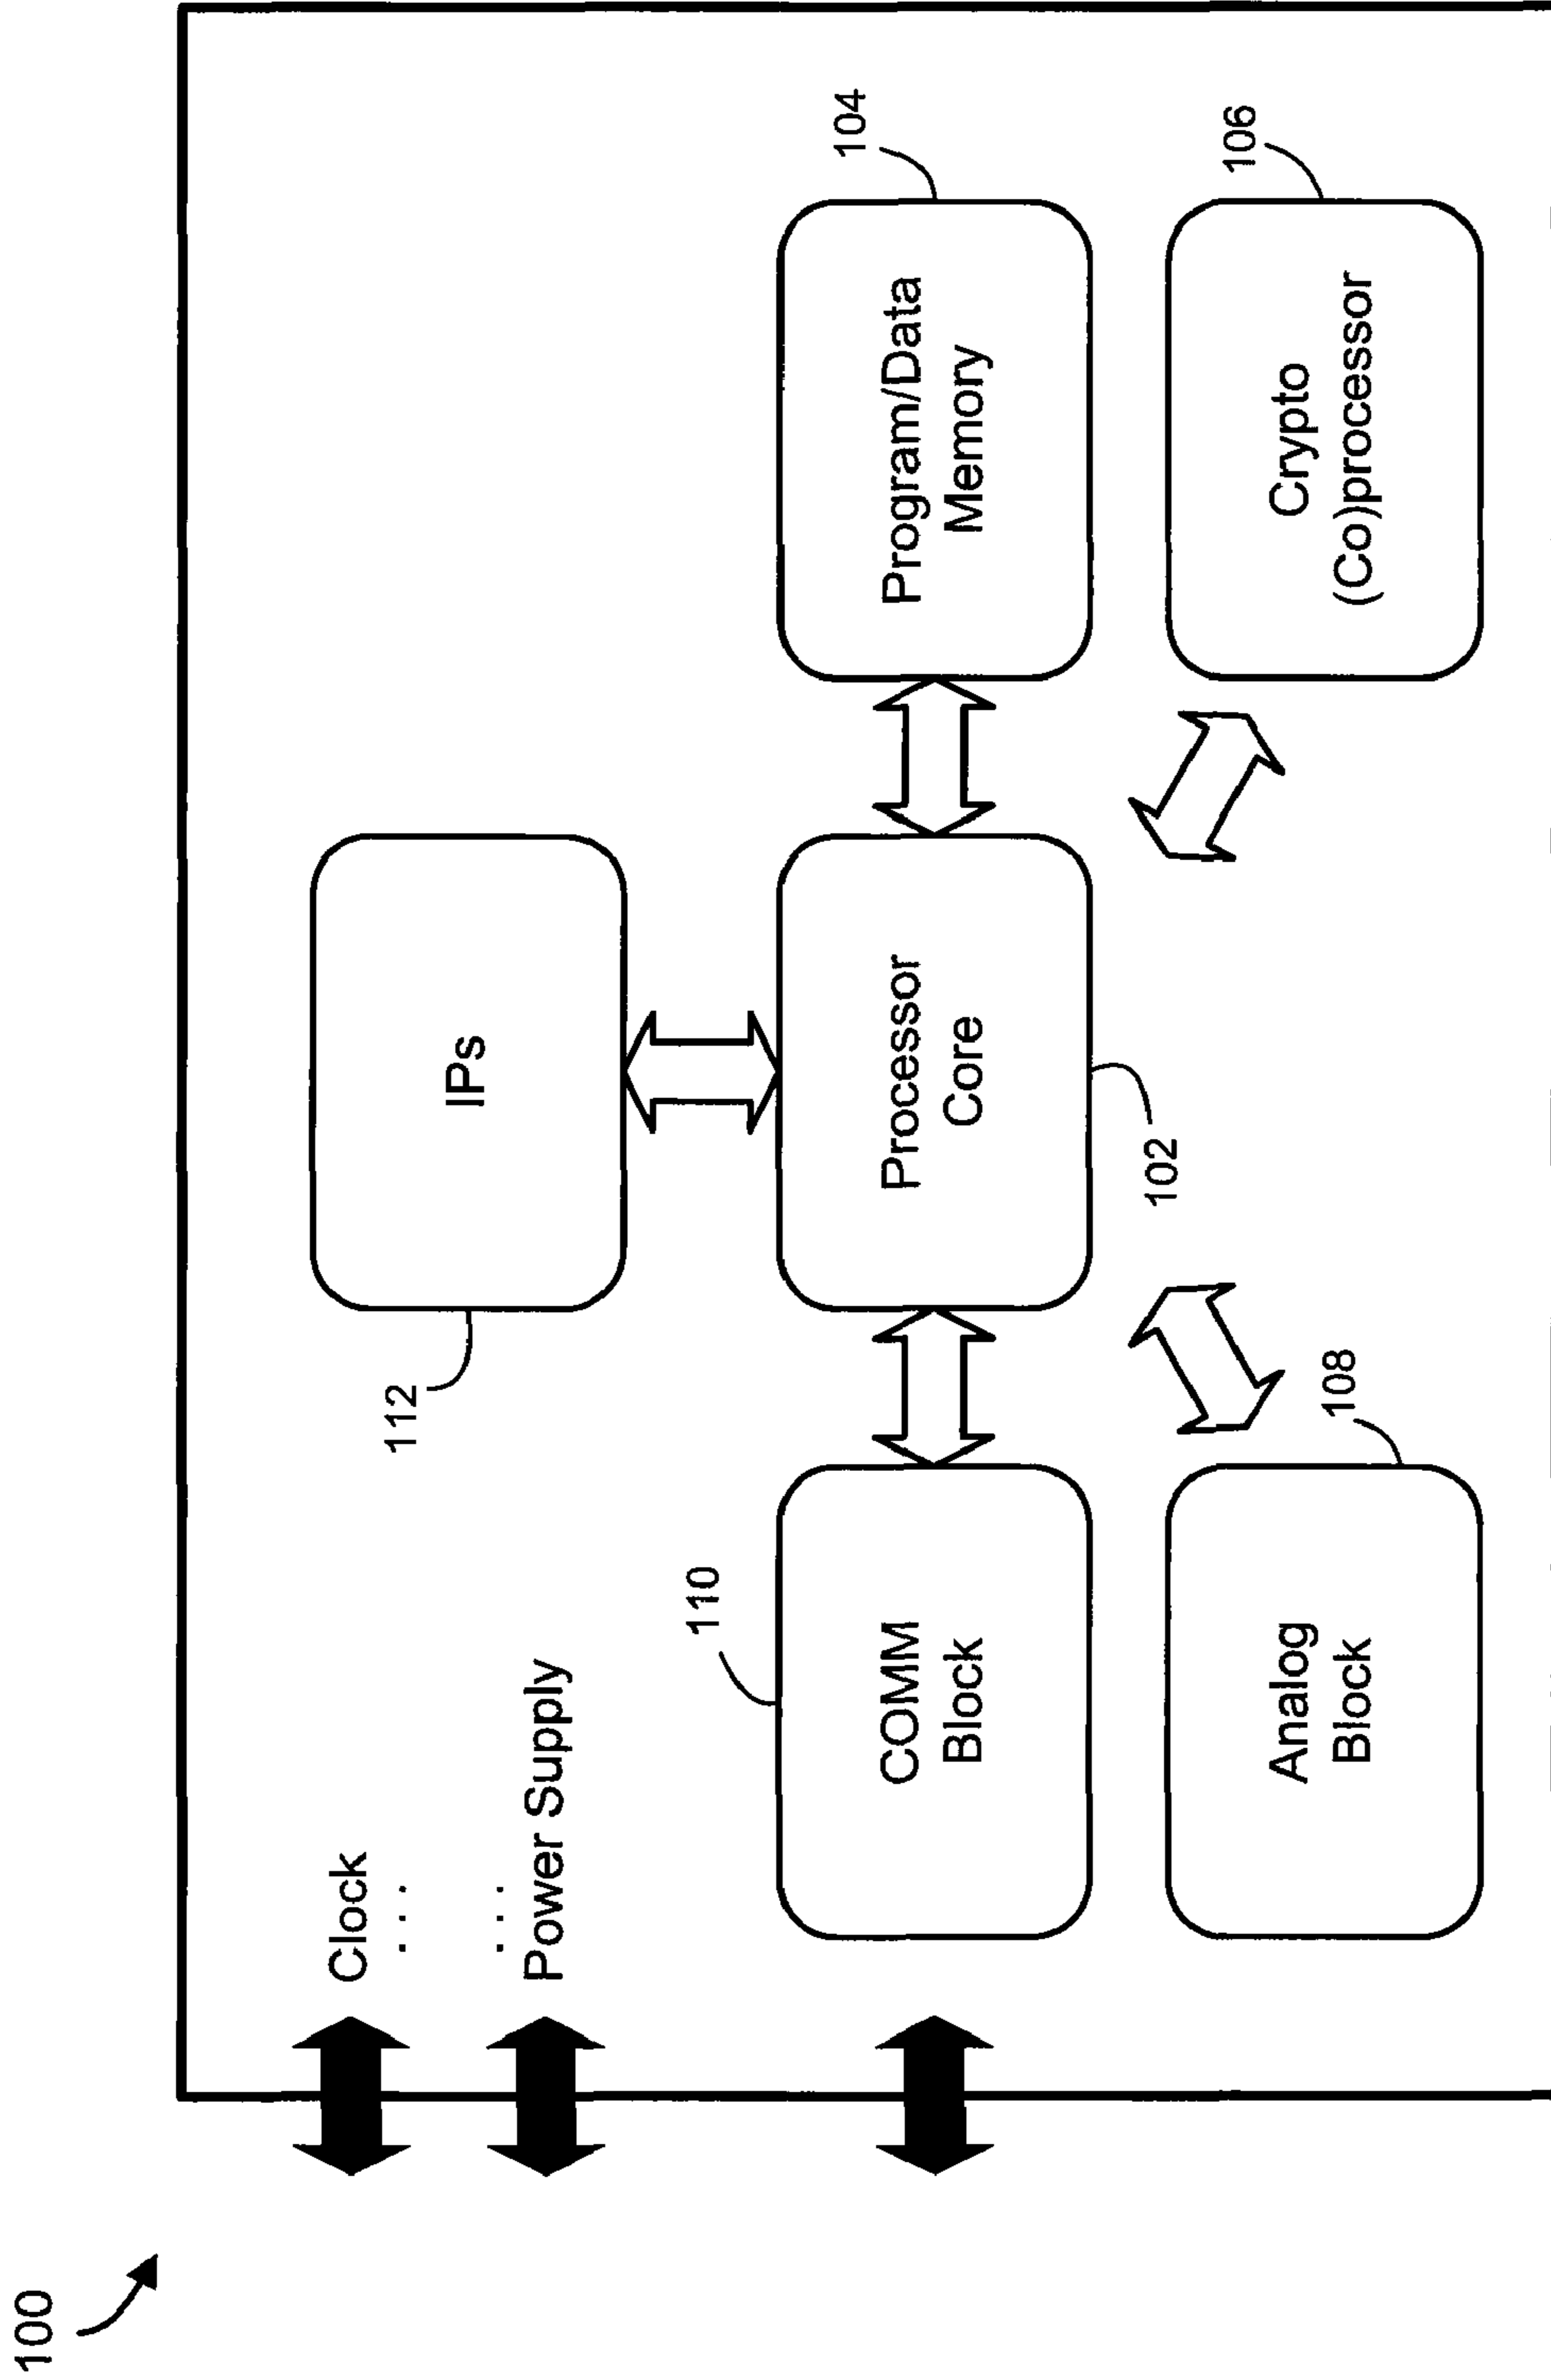 100
Clock
...
...
Power Supply
112
IPs
110
COMM
Block
Processor
Core
102
Program/Data
Memory
104
Analog
Block
108
Crypto
(Co)processor
106